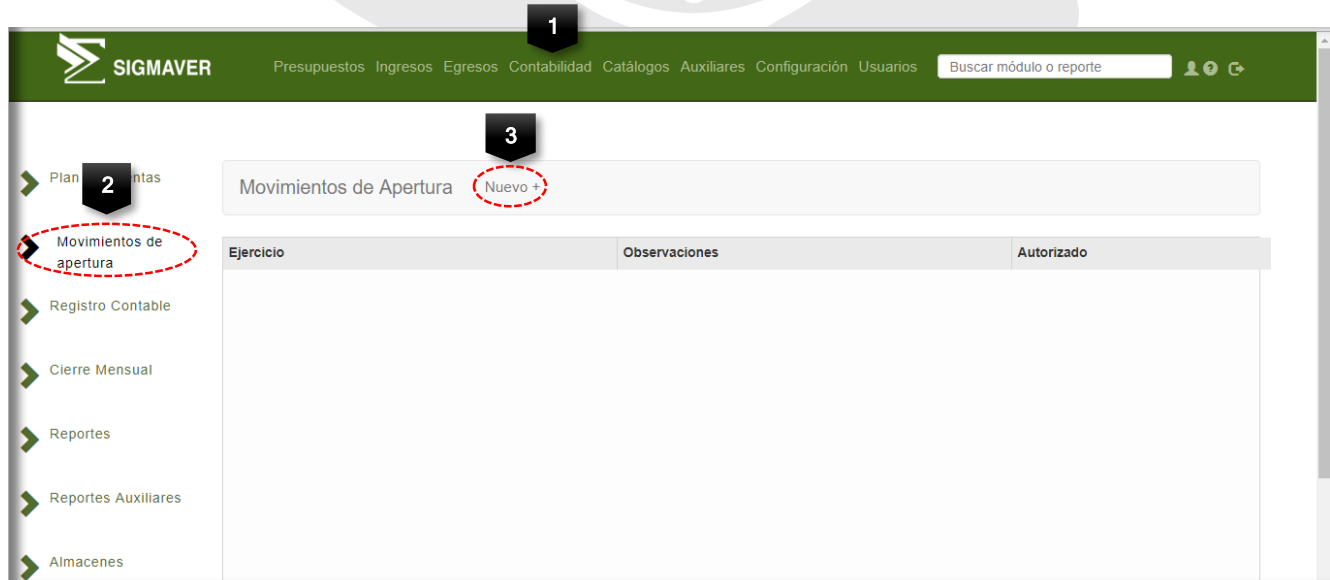 1
SIGMAVER
Presupuestos Ingresos Egresos Contabilidad Catálogos Auxiliares Configuración Usuarios
Buscar módulo o reporte
3
Plan ntas
2
Movimientos de Apertura
Nuevo +
Movimientos de
apertura
Ejercicio Observaciones Autorizado
Registro Contable
Cierre Mensual
Reportes
Reportes Auxiliares
Almacenes